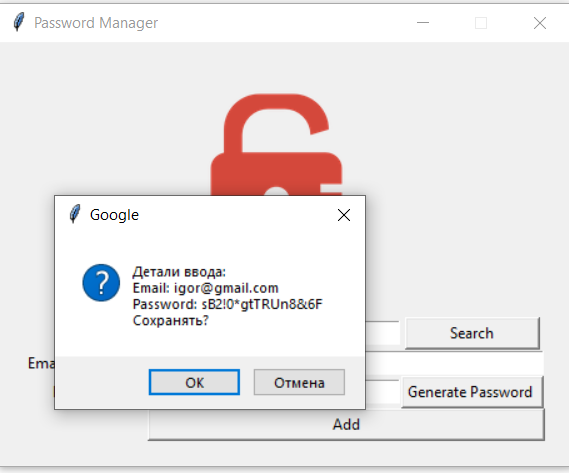 Password Manager
Google
Детали ввода:
Email: igor@gmail.com
Password: sB2!0*gtTRUn8&6F
Сохранять?
OK
Отмена
Search
Generate Password
Add